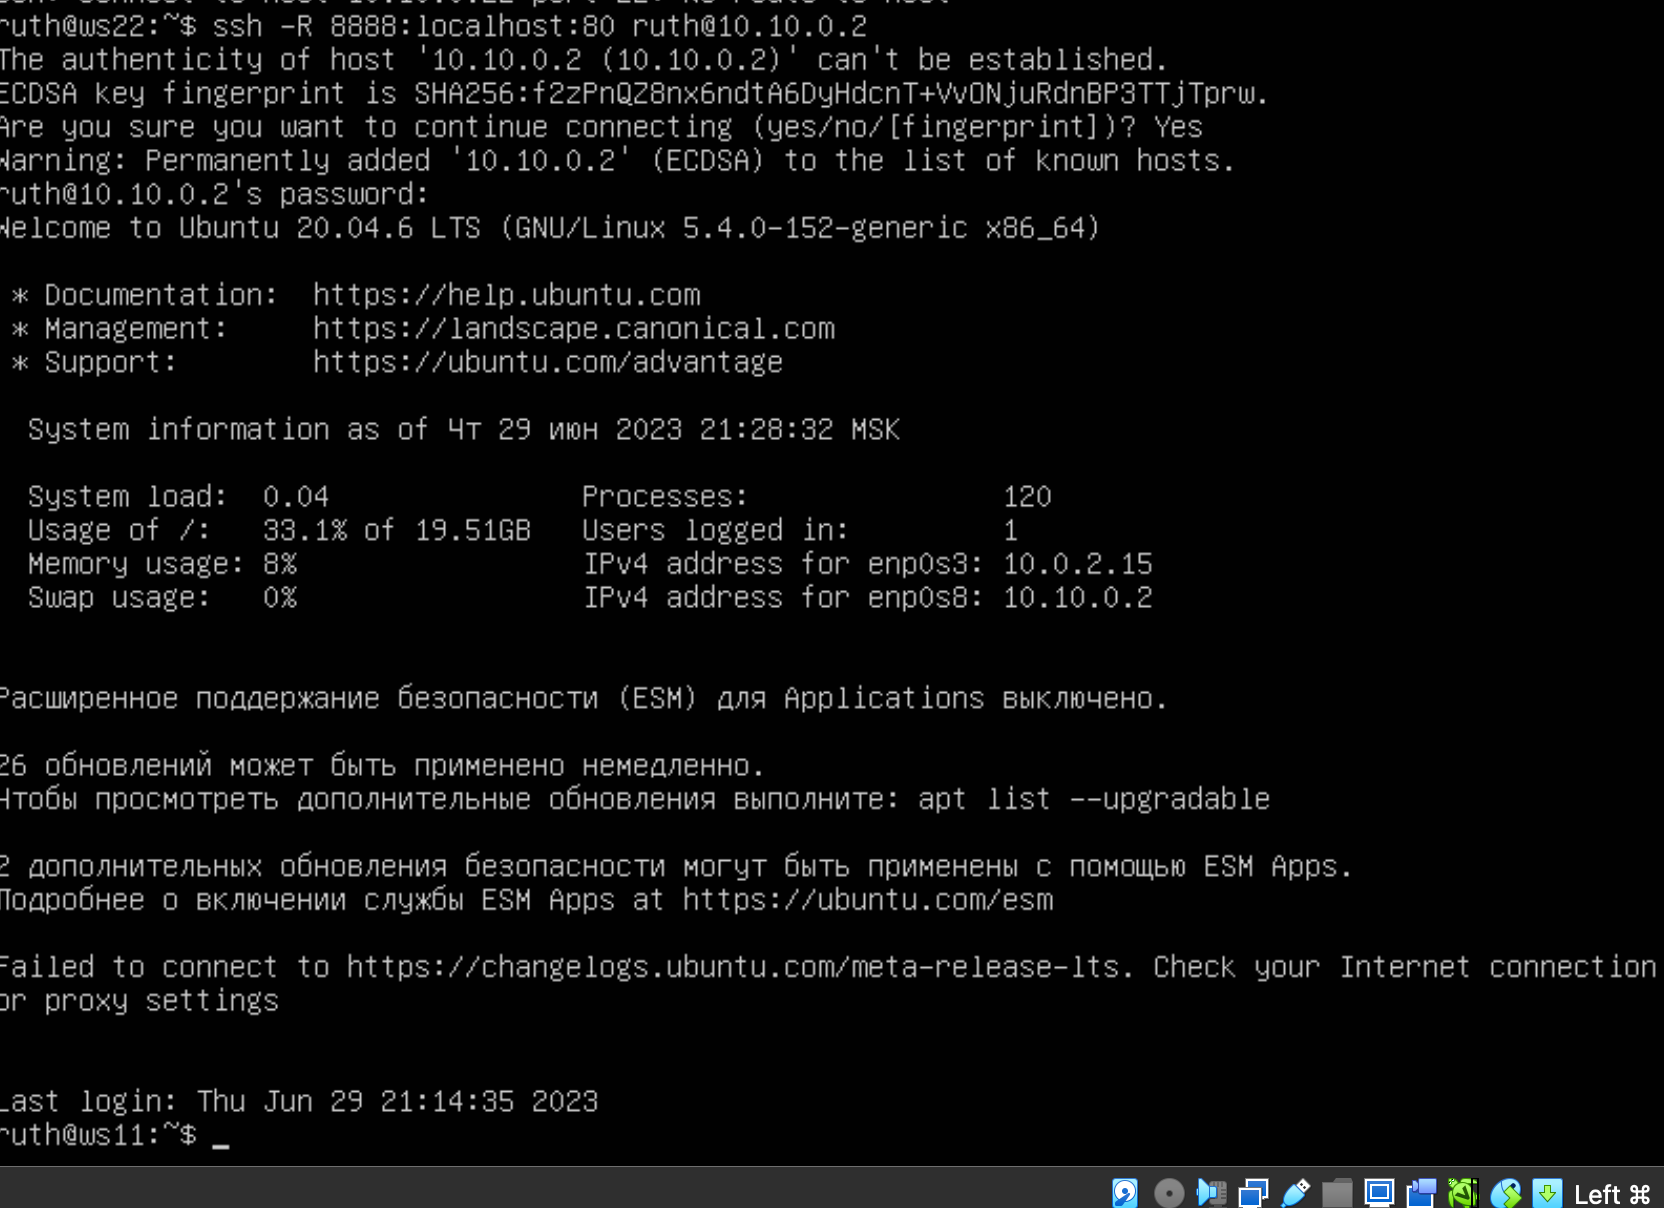 ruth@ws22:~$ ssh -R 8888:localhost:80 ruth@10.10.0.2
The authenticity of host '10.10.0.2 (10.10.0.2)' can't be established.
ECDSA key fingerprint is SHA256:f2zPnQZ8nx6ndtA6DyHdcnT+VvONjuRdnBP3TTjTprw.
Are you sure you want to continue connecting (yes/no/[fingerprint])? Yes
Warning: Permanently added '10.10.0.2' (ECDSA) to the list of known hosts.
ruth@10.10.0.2's password:
Welcome to Ubuntu 20.04.6 LTS (GNU/Linux 5.4.0-152-generic x86_64)
* Documentation: https://help.ubuntu.com
* Management: https://landscape.canonical.com
* Support: https://ubuntu.com/advantage
System information as of Чт 29 июн 2023 21:28:32 MSK
System load: 0.04 Processes: 120
Usage of /: 33.1% of 19.51GB Users logged in: 1
Memory usage: 8% IPv4 address for enp0s3: 10.0.2.15
Swap usage: 0% IPv4 address for enp0s8: 10.10.0.2
Расширенное поддержание безопасности (ESM) для Applications выключено.
26 обновлений может быть применено немедленно.
Чтобы просмотреть дополнительные обновления выполните: apt list --upgradable
2 дополнительных обновления безопасности могут быть применены с помощью ESM Apps.
Подробнее о включении службы ESM Apps at https://ubuntu.com/esm
Failed to connect to https://changelogs.ubuntu.com/meta-release-lts. Check your Internet connection
or proxy settings
Last login: Thu Jun 29 21:14:35 2023
ruth@ws11:~$ _
Left ⌘